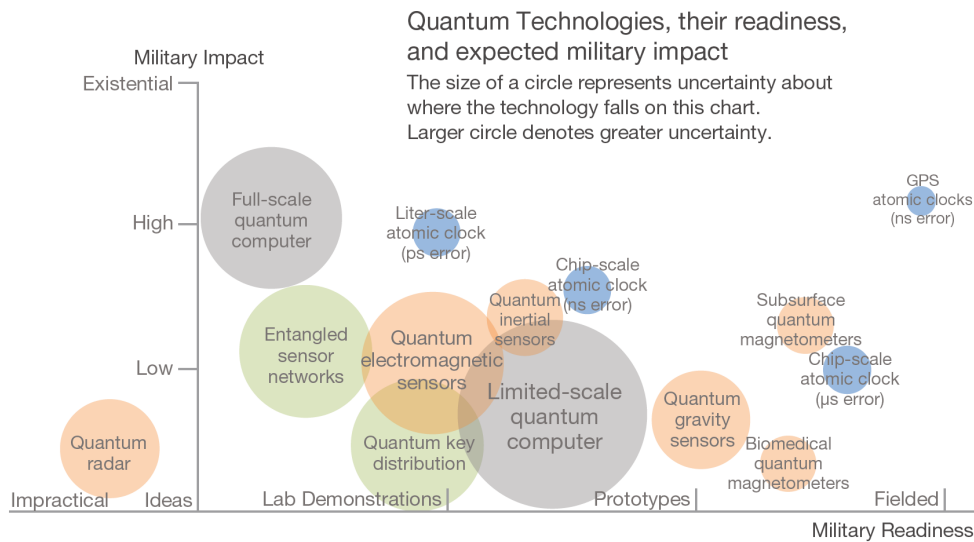 Quantum Technologies, their readiness,
and expected military impact
The size of a circle represents uncertainty about
where the technology falls on this chart.
Larger circle denotes greater uncertainty.
Military Impact
Existential
High
Low
Full-scale
quantum
computer
Liter-scale
atomic clock
(ps error)
GPS
atomic clocks
(ns error)
Chip-scale
atomic clock
(ns error)
Quantum
inertial
sensors
Subsurface
quantum
magnetometers
Entangled
sensor
networks
Quantum
electromagnetic
sensors
Chip-scale
atomic clock
(µs error)
Limited-scale
quantum
computer
Quantum
gravity
sensors
Quantum
radar
Quantum key
distribution
Biomedical
quantum
magnetometers
Impractical
Ideas
Lab Demonstrations
Prototypes
Fielded
Military Readiness